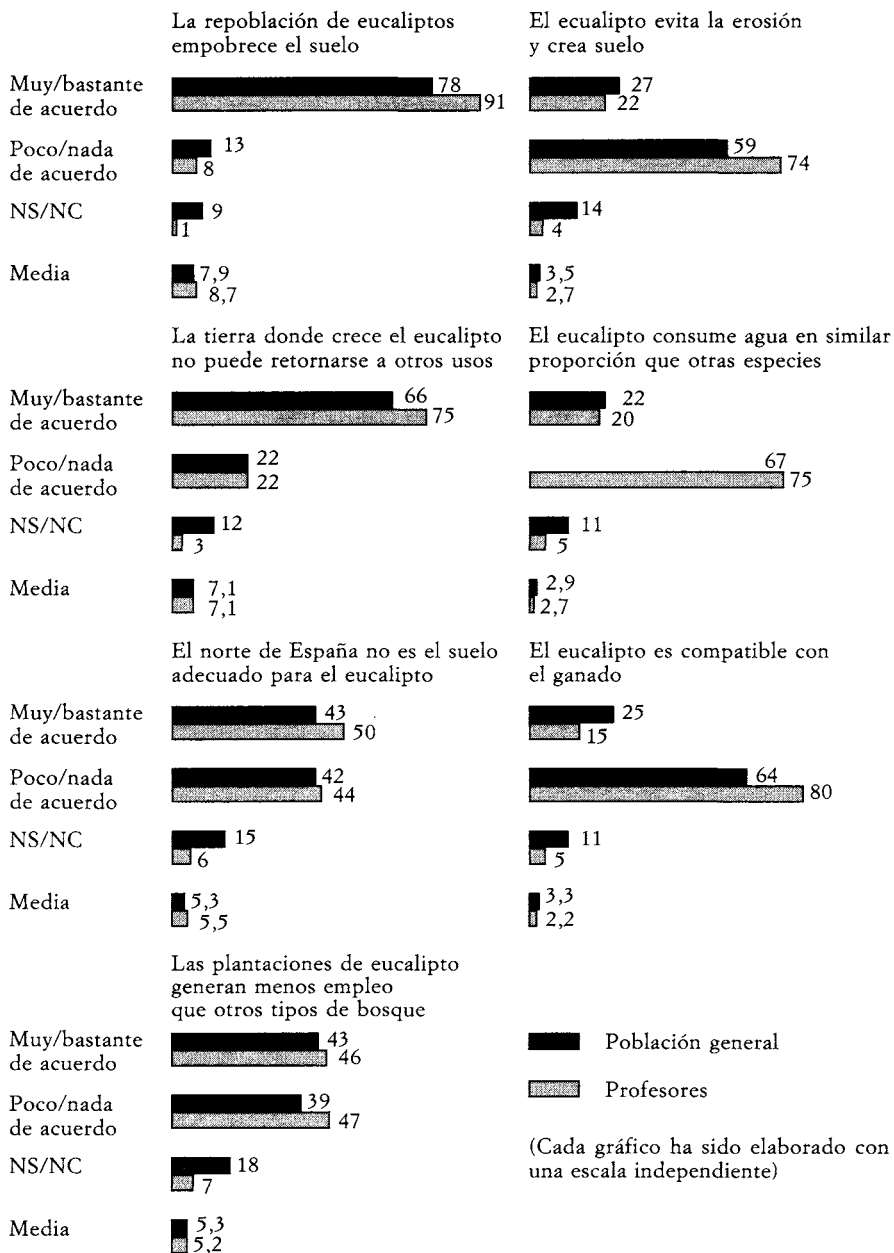 La repoblación de eucaliptos
empobrece el suelo
Muy/bastante
de acuerdo
78
91
Poco/nada
de acuerdo
13
8
NS/NC
9
1
Media
7,9
8,7
El ecualipto evita la erosión
y crea suelo
27
22
59
74
14
4
3,5
2,7
La tierra donde crece el eucalipto
no puede retornarse a otros usos
Muy/bastante
de acuerdo
66
75
Poco/nada
de acuerdo
22
22
NS/NC
12
3
Media
7,1
7,1
El eucalipto consume agua en similar
proporción que otras especies
22
20
67
75
11
5
2,9
2,7
El norte de España no es el suelo
adecuado para el eucalipto
Muy/bastante
de acuerdo
43
50
Poco/nada
de acuerdo
42
44
NS/NC
15
6
Media
5,3
5,5
El eucalipto es compatible con
el ganado
25
15
64
80
11
5
3,3
2,2
Las plantaciones de eucalipto
generan menos empleo
que otros tipos de bosque
Muy/bastante
de acuerdo
43
46
Poco/nada
de acuerdo
39
47
NS/NC
18
7
Media
5,3
5,2
Población general
Profesores
(Cada gráfico ha sido elaborado con
una escala independiente)